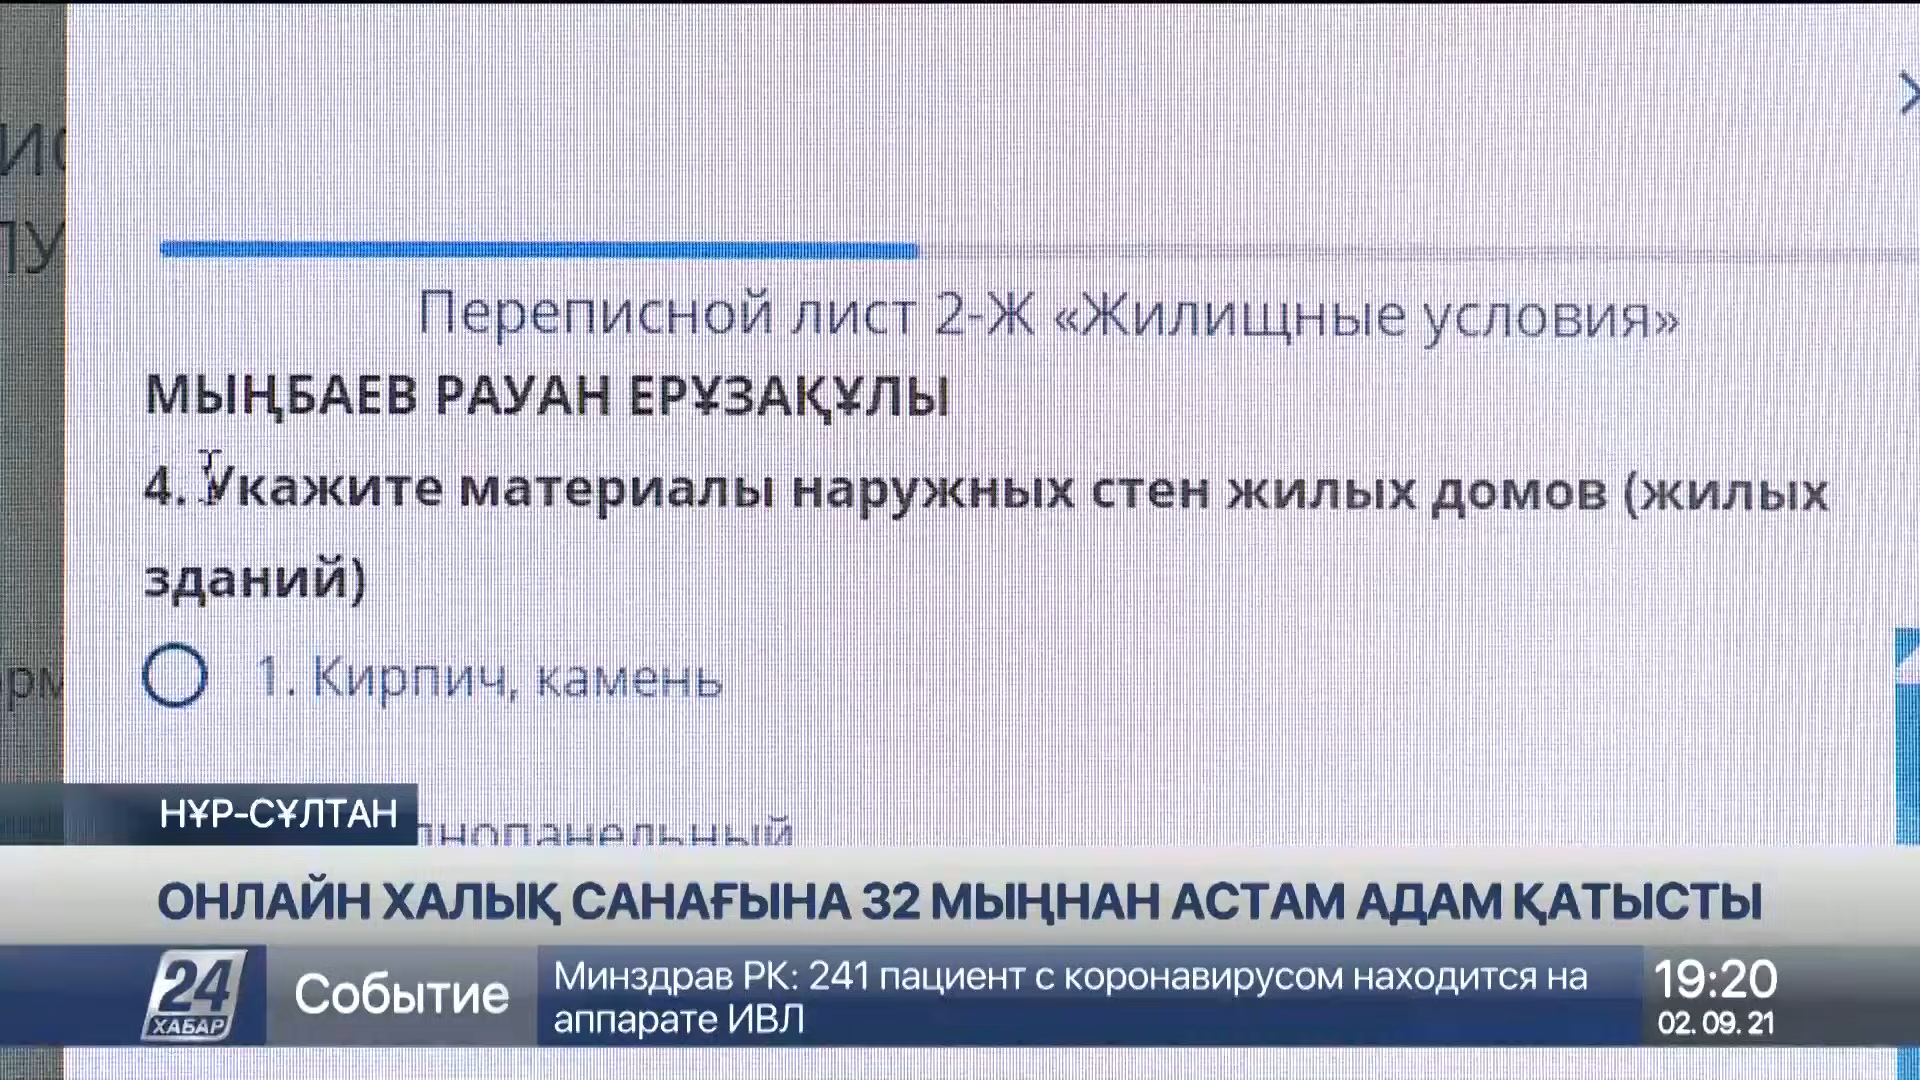 Переписной лист 2-Ж «Жилищные условия»
МЫҢБАЕВ РАУАН ЕРҰЗАҚҰЛЫ
4. Укажите материалы наружных стен жилых домов (жилых
зданий)
1. Кирпич, камень
НҰР-СҰЛТАН
ОНЛАЙН ХАЛЫҚ САНАҒЫНА 32 МЫҢНАН АСТАМ АДАМ ҚАТЫСТЫ
24
ХАБАР
Событие
Минздрав РК: 241 пациент с коронавирусом находится на
аппарате ИВЛ
19:20
02. 09. 21